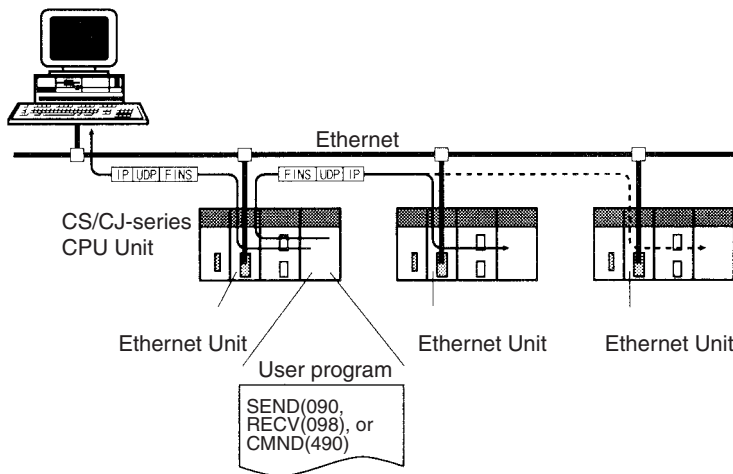 Ethernet
IP UDP FINS
FINS UDP IP
CS/CJ-series
CPU Unit
Ethernet Unit
Ethernet Unit
Ethernet Unit
User program
SEND(090,
RECV(098), or
CMND(490)